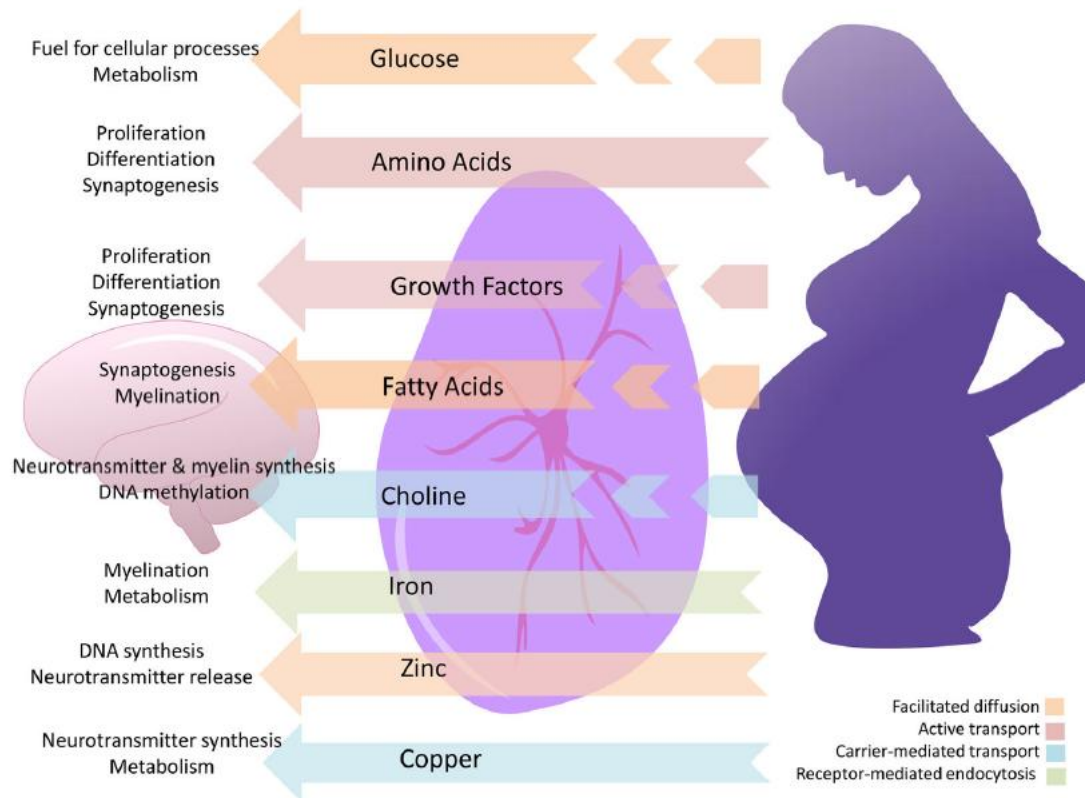 Fuel for cellular processes
Metabolism
Glucose
Proliferation
Differentiation
Synaptogenesis
Amino Acids
Proliferation
Differentiation
Synaptogenesis
Growth Factors
Synaptogenesis
Myelination
Fatty Acids
Neurotransmitter & myelin synthesis
DNA methylation
Choline
Myelination
Metabolism
Iron
DNA synthesis
Neurotransmitter release
Zinc
Neurotransmitter synthesis
Metabolism
Copper
Facilitated diffusion
Active transport
Carrier-mediated transport
Receptor-mediated endocytosis